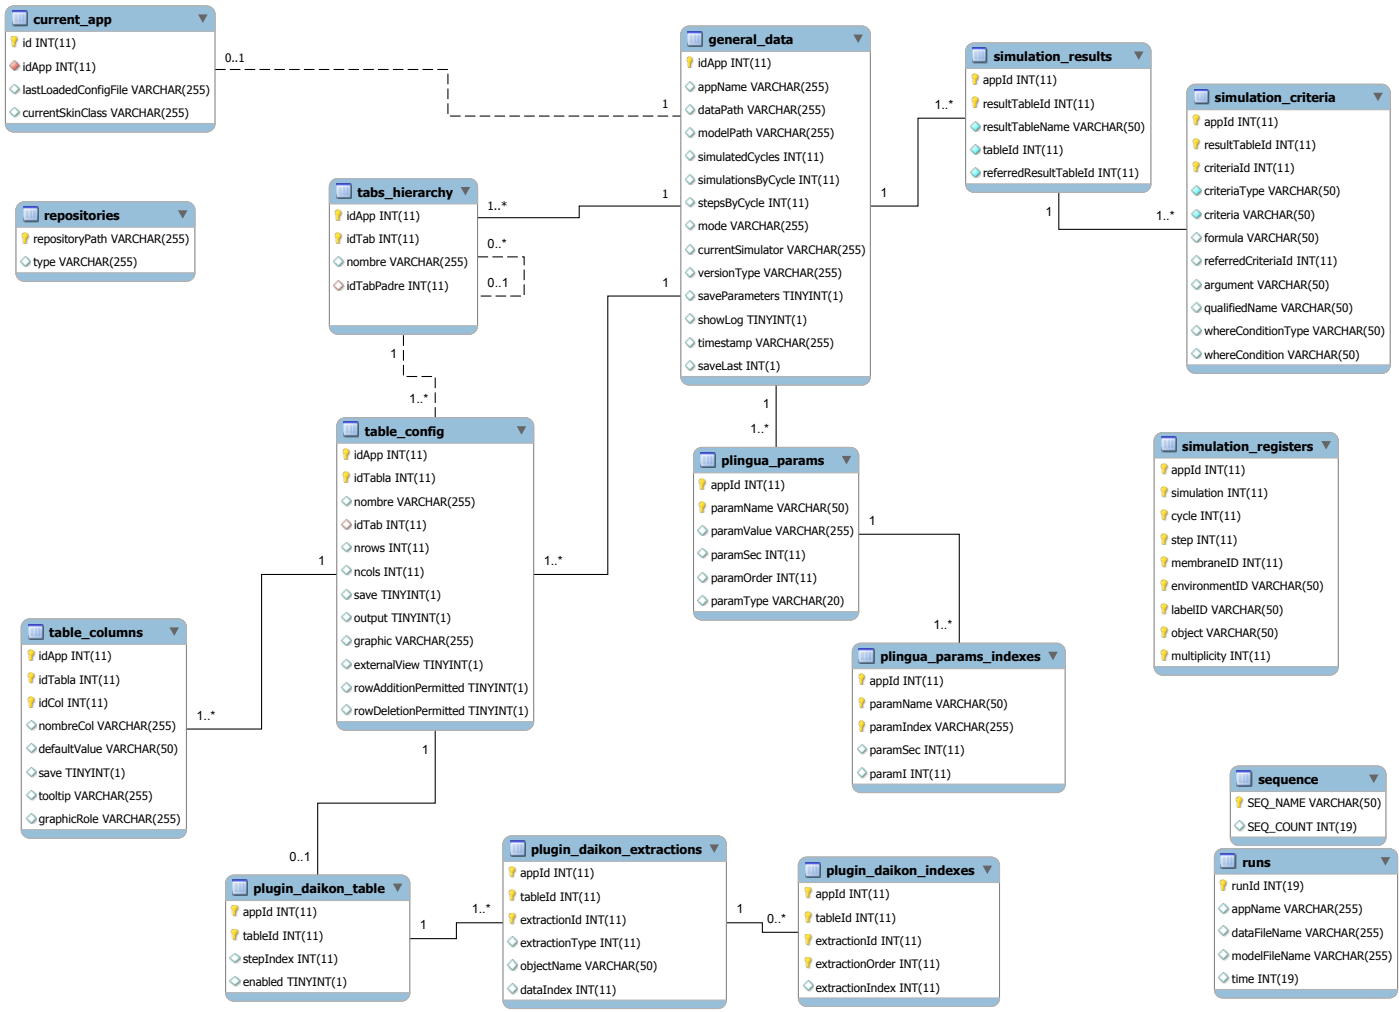 current_app
id INT(11)
idApp INT(11)
lastLoadedConfigFile VARCHAR(255)
currentSkinClass VARCHAR(255)
0..1
1
general_data
idApp INT(11)
appName VARCHAR(255)
dataPath VARCHAR(255)
modelPath VARCHAR(255)
simulatedCycles INT(11)
simulationsByCycle INT(11)
stepsByCycle INT(11)
mode VARCHAR(255)
currentSimulator VARCHAR(255)
versionType VARCHAR(255)
saveParameters TINYINT(1)
showLog TINYINT(1)
timestamp VARCHAR(255)
saveLast INT(1)
1..*
1
simulation_results
appId INT(11)
resultTableId INT(11)
resultTableName VARCHAR(50)
tableId INT(11)
referredResultTableId INT(11)
1
1..*
simulation_criteria
appId INT(11)
resultTableId INT(11)
criteriaId INT(11)
criteriaType VARCHAR(50)
criteria VARCHAR(50)
formula VARCHAR(50)
referredCriteriaId INT(11)
argument VARCHAR(50)
qualifiedName VARCHAR(50)
whereConditionType VARCHAR(50)
whereCondition VARCHAR(50)
repositories
repositoryPath VARCHAR(255)
type VARCHAR(255)
tabs_hierarchy
idApp INT(11)
idTab INT(11)
nombre VARCHAR(255)
idTabPadre INT(11)
1..*
1
0..*
0..1
1
1
1..*
table_config
idApp INT(11)
idTabla INT(11)
nombre VARCHAR(255)
idTab INT(11)
nrows INT(11)
ncols INT(11)
save TINYINT(1)
output TINYINT(1)
graphic VARCHAR(255)
externalView TINYINT(1)
rowAdditionPermitted TINYINT(1)
rowDeletionPermitted TINYINT(1)
1
1..*
1
1..*
plingua_params
appId INT(11)
paramName VARCHAR(50)
paramValue VARCHAR(255)
paramSec INT(11)
paramOrder INT(11)
paramType VARCHAR(20)
1
1..*
plingua_params_indexes
appId INT(11)
paramName VARCHAR(50)
paramIndex VARCHAR(255)
paramSec INT(11)
paramI INT(11)
simulation_registers
appId INT(11)
simulation INT(11)
cycle INT(11)
step INT(11)
membraneID INT(11)
environmentID VARCHAR(50)
labelID VARCHAR(50)
object VARCHAR(50)
multiplicity INT(11)
table_columns
idApp INT(11)
idTabla INT(11)
idCol INT(11)
nombreCol VARCHAR(255)
defaultValue VARCHAR(50)
save TINYINT(1)
tooltip VARCHAR(255)
graphicRole VARCHAR(255)
1..*
1
0..1
plugin_daikon_table
appId INT(11)
tableId INT(11)
stepIndex INT(11)
enabled TINYINT(1)
1
1..*
plugin_daikon_extractions
appId INT(11)
tableId INT(11)
extractionId INT(11)
extractionType INT(11)
objectName VARCHAR(50)
dataIndex INT(11)
1
0..*
plugin_daikon_indexes
appId INT(11)
tableId INT(11)
extractionId INT(11)
extractionOrder INT(11)
extractionIndex INT(11)
sequence
SEQ_NAME VARCHAR(50)
SEQ_COUNT INT(19)
runs
runId INT(19)
appName VARCHAR(255)
dataFileName VARCHAR(255)
modelFileName VARCHAR(255)
time INT(19)